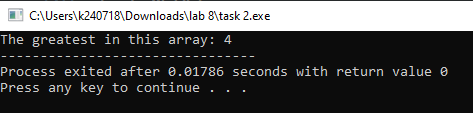 C:\Users\k240718\Downloads\lab 8\task 2.exe
The greatest in this array: 4
--------------------------------
Process exited after 0.01786 seconds with return value 0
Press any key to continue . . .